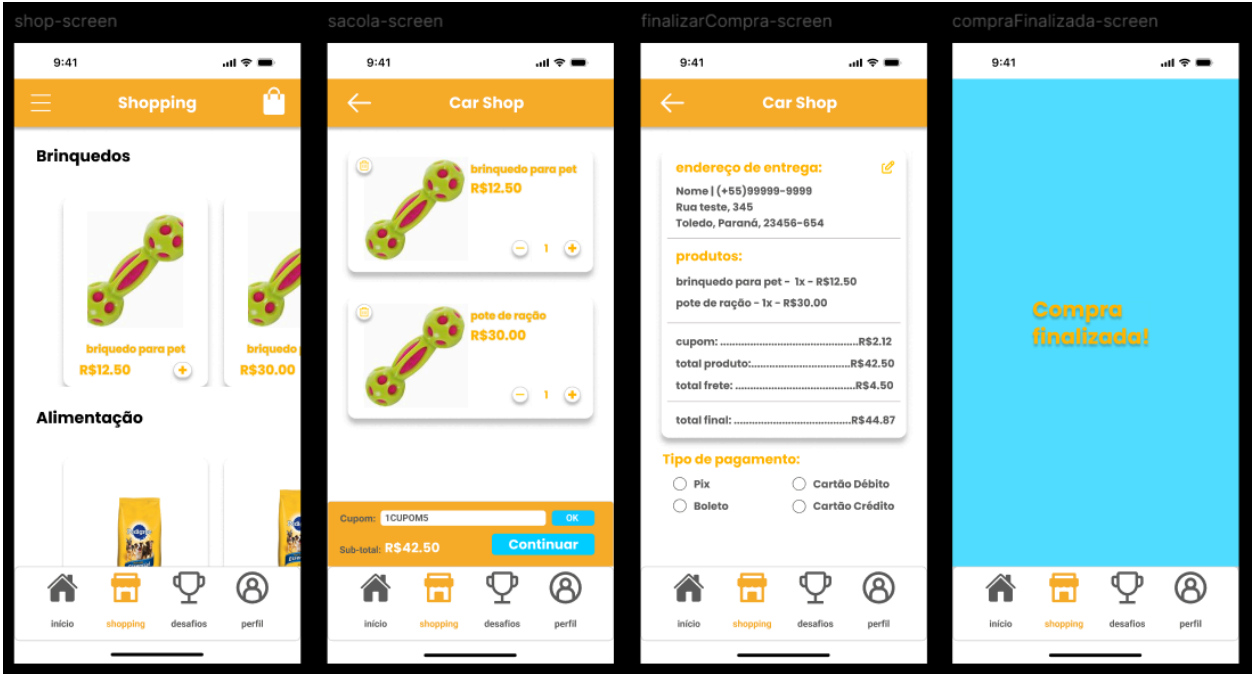 shop-screen
9:41
Shopping
Brinquedos
briquedo para pet
R$12.50
briquedo
R$30.00
Alimentação
Pedigree
início
shopping
desafios
perfil
sacola-screen
9:41
Car Shop
brinquedo para pet
R$12.50
1
pote de ração
R$30.00
1
Cupom: 1CUPOM5 OK
Sub-total: R$42.50 Continuar
início
shopping
desafios
perfil
finalizarCompra-screen
9:41
Car Shop
endereço de entrega:
Nome | (+55)99999-9999
Rua teste, 345
Toledo, Paraná, 23456-654
produtos:
brinquedo para pet - 1x - R$12.50
pote de ração - 1x - R$30.00
cupom: ..................................................R$2.12
total produto:....................................R$42.50
total frete: ...........................................R$4.50
total final: ..........................................R$44.87
Tipo de pagamento:
Pix
Cartão Débito
Boleto
Cartão Crédito
início
shopping
desafios
perfil
compraFinalizada-screen
9:41
Compra
finalizada!
início
shopping
desafios
perfil